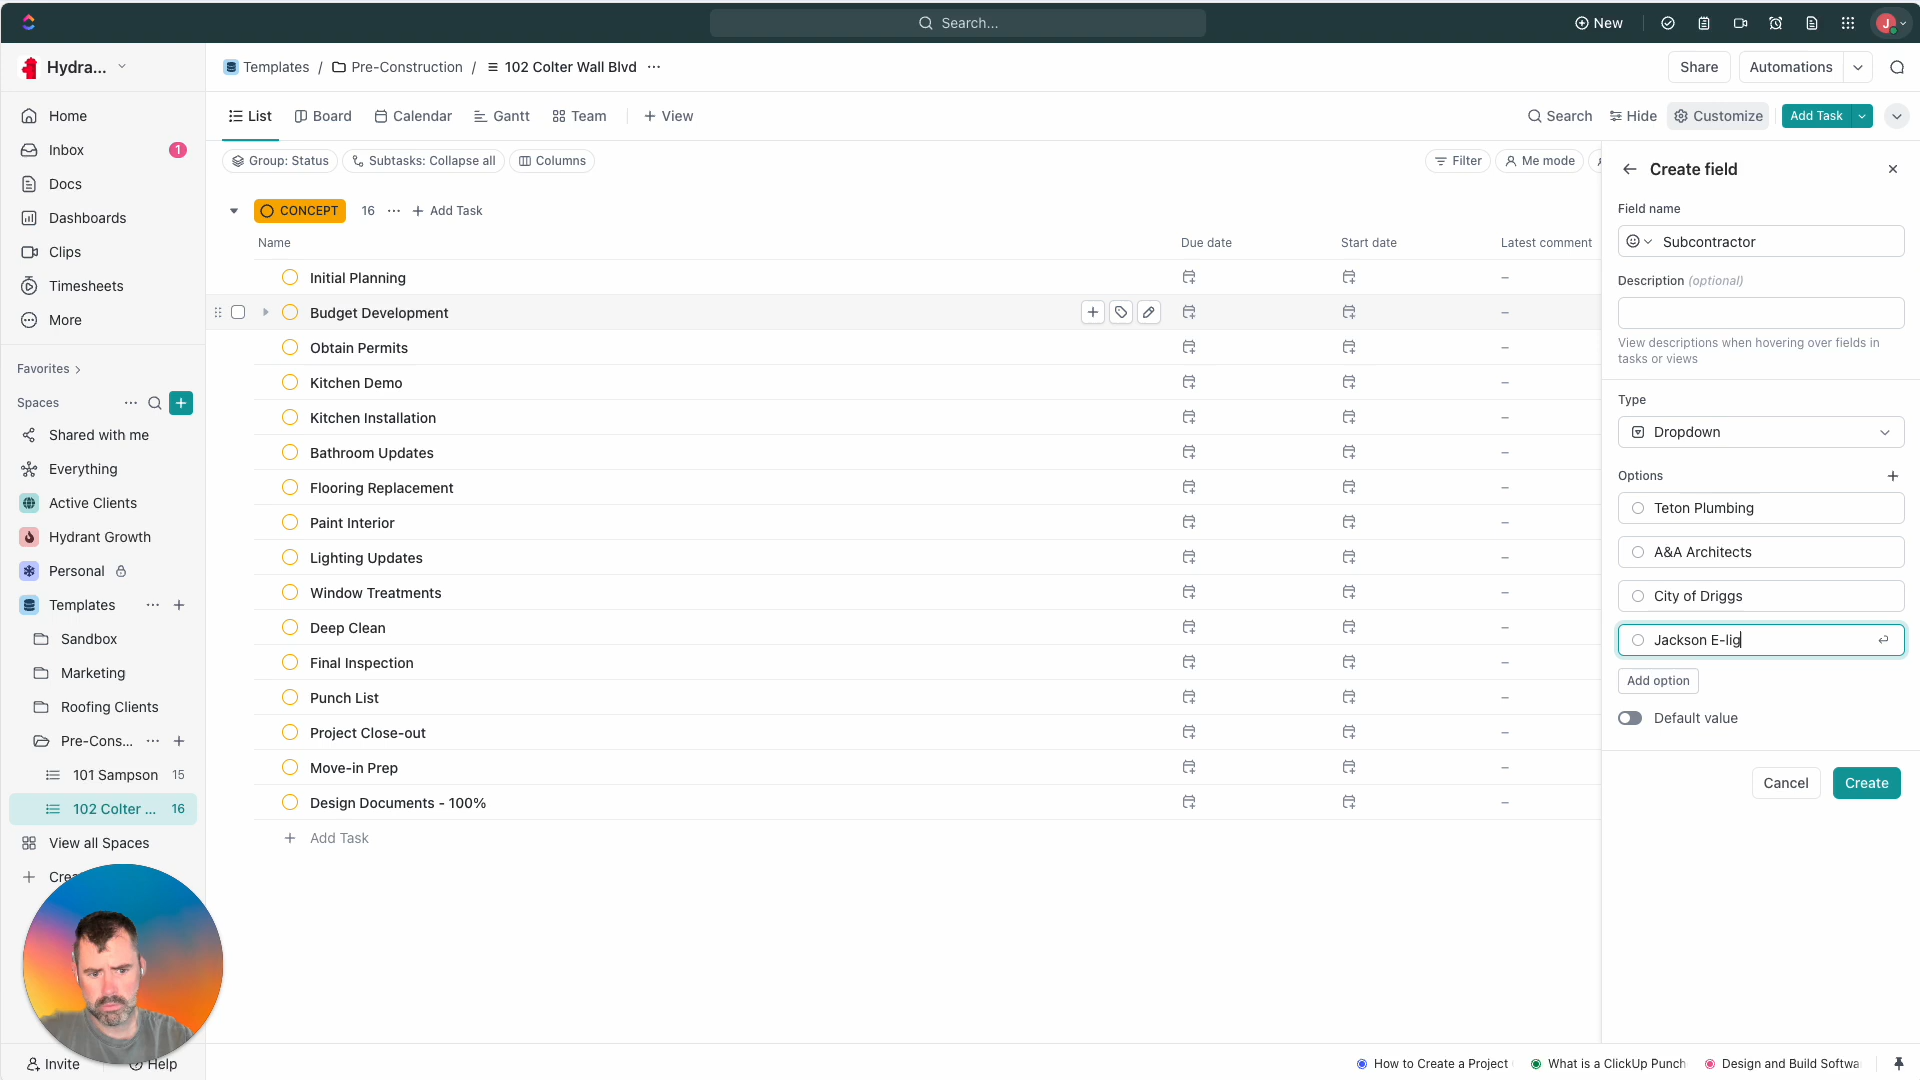 Search...
New
J
Hydra...
Templates / Pre-Construction / 102 Colter Wall Blvd
Share
Automations
Home
Inbox 1
Docs
Dashboards
Clips
Timesheets
More
Favorites
Spaces
Shared with me
Everything
Active Clients
Hydrant Growth
Personal
Templates
Sandbox
Marketing
Roofing Clients
Pre-Cons...
101 Sampson 15
102 Colter ... 16
View all Spaces
Invite
Help
List
Board
Calendar
Gantt
Team
View
Search
Hide
Customize
Add Task
Group: Status
Subtasks: Collapse all
Columns
Filter
Me mode
CONCEPT 16 Add Task
Name Due date Start date Latest comment
Initial Planning –
Budget Development –
Obtain Permits –
Kitchen Demo –
Kitchen Installation –
Bathroom Updates –
Flooring Replacement –
Paint Interior –
Lighting Updates –
Window Treatments –
Deep Clean –
Final Inspection –
Punch List –
Project Close-out –
Move-in Prep –
Design Documents - 100% –
Add Task
Create field
Field name
Subcontractor
Description (optional)
View descriptions when hovering over fields in
tasks or views
Type
Dropdown
Options
Teton Plumbing
A&A Architects
City of Driggs
Jackson E-lig
Add option
Default value
Cancel
Create
How to Create a Project
What is a ClickUp Punch
Design and Build Softwa